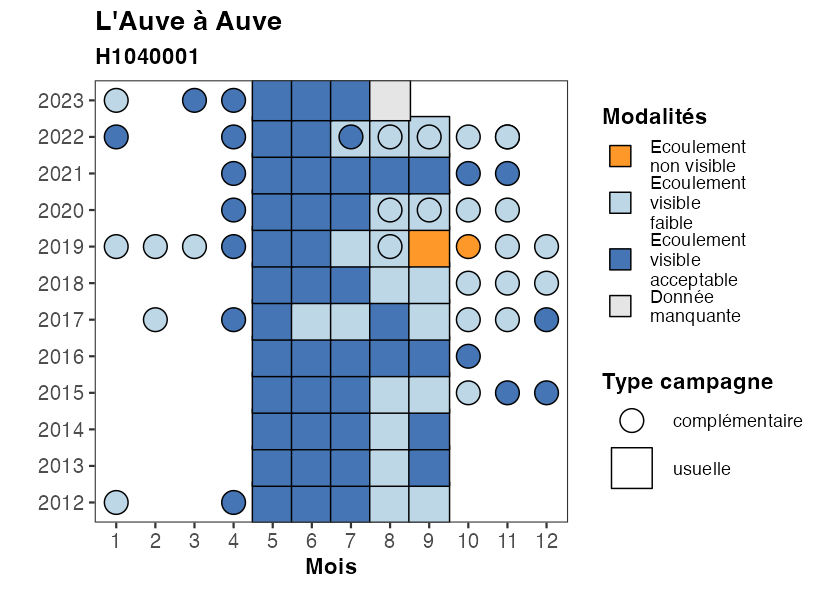 L'Auve à Auve
H1040001
2023
2022
2021
2020
2019
2018
2017
2016
2015
2014
2013
2012
1 2 3 4 5 6 7 8 9 10 11 12
Mois
Modalités
Ecoulement
non visible
Ecoulement
visible
faible
Ecoulement
visible
acceptable
Donnée
manquante
Type campagne
complémentaire
usuelle